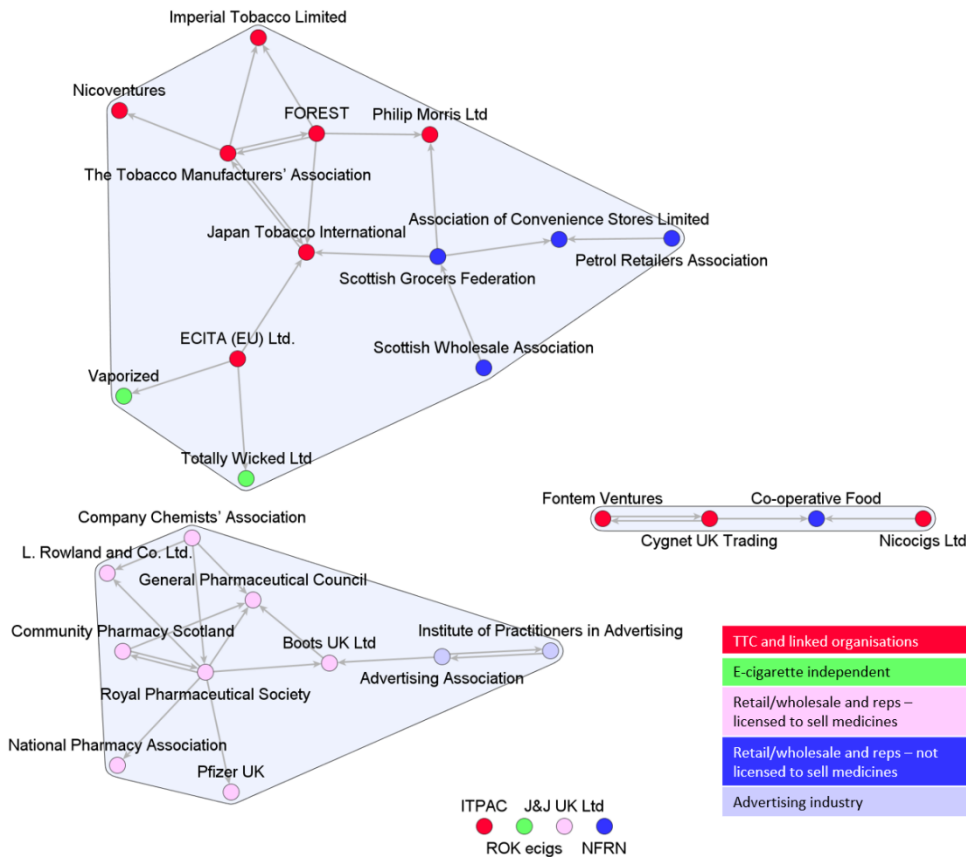 Imperial Tobacco Limited
Nicoventures
FOREST
Philip Morris Ltd
The Tobacco Manufacturers' Association
Association of Convenience Stores Limited
Japan Tobacco International
Petrol Retailers Association
Scottish Grocers Federation
Scottish Wholesale Association
ECITA (EU) Ltd.
Vaporized
Totally Wicked Ltd
Fontem Ventures
Co-operative Food
Cygnet UK Trading
Nicocigs Ltd
Company Chemists' Association
L. Rowland and Co. Ltd.
General Pharmaceutical Council
Community Pharmacy Scotland
Boots UK Ltd
Institute of Practitioners in Advertising
Advertising Association
Royal Pharmaceutical Society
National Pharmacy Association
Pfizer UK
TTC and linked organisations
E-cigarette independent
Retail/wholesale and reps –
licensed to sell medicines
Retail/wholesale and reps – not
licensed to sell medicines
Advertising industry
ITPAC
J&J UK Ltd
ROK ecigs
NFRN